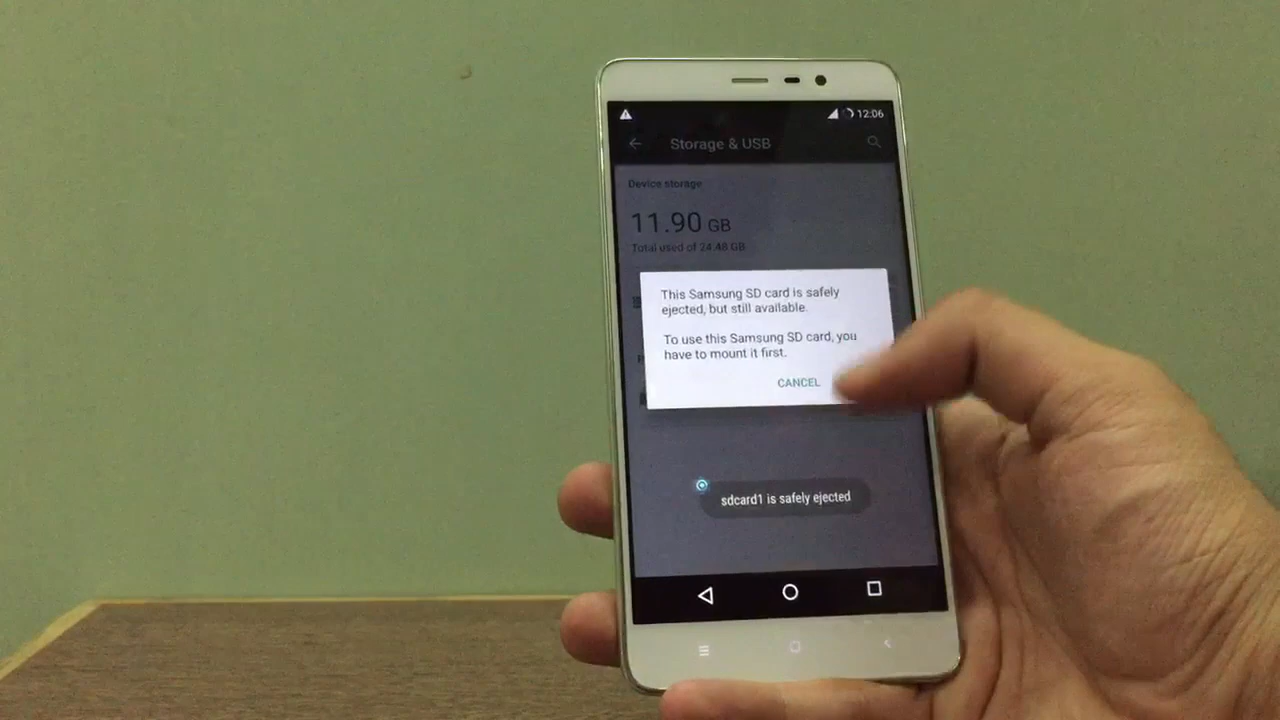 12:06
Storage & USB
Device storage
11.90 GB
Total used of 24.48 GB
This Samsung SD card is safely
ejected, but still available.
To use this Samsung SD card, you
have to mount it first.
CANCEL
sdcard1 is safely ejected